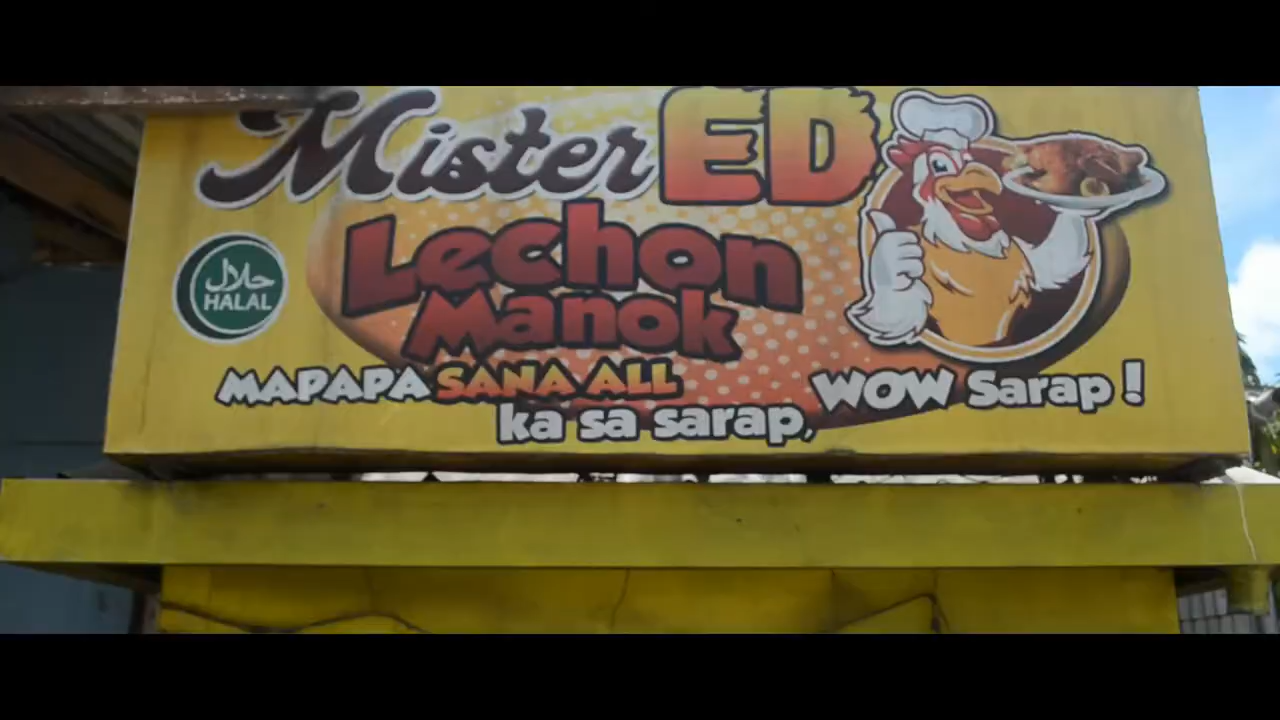 Mister ED
Lechon
Manok
حلال
HALAL
MAPAPA SANA ALL
ka sa sarap,
WOW Sarap!